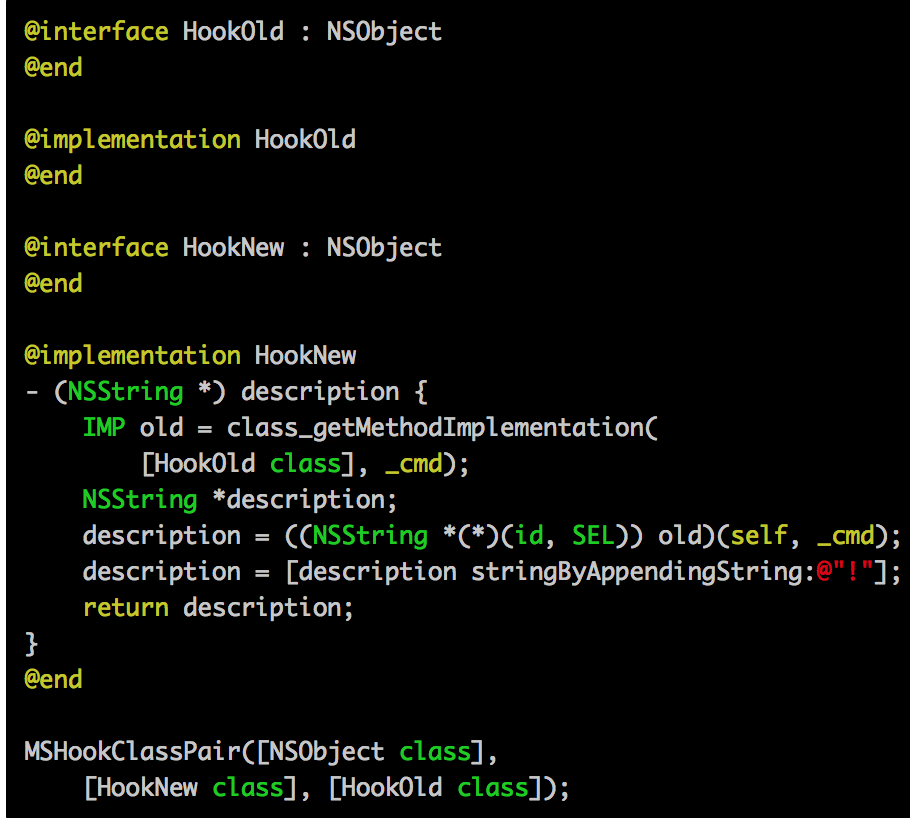 @interface HookOld : NSObject
@end

@implementation HookOld
@end

@interface HookNew : NSObject
@end

@implementation HookNew
- (NSString *) description {
    IMP old = class_getMethodImplementation(
        [HookOld class], _cmd);
    NSString *description;
    description = ((NSString *(*)(id, SEL)) old)(self, _cmd);
    description = [description stringByAppendingString:@"!"];
    return description;
}
@end

MSHookClassPair([NSObject class],
    [HookNew class], [HookOld class]);